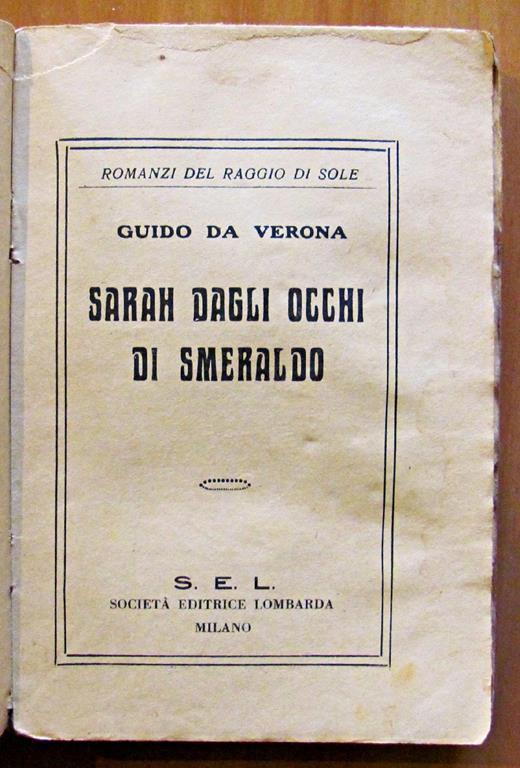 ROMANZI DEL RAGGIO DI SOLE
GUIDO DA VERONA
SARAH DAGLI OCCHI
DI SMERALDO
S. E. L.
SOCIETÀ EDITRICE LOMBARDA
MILANO